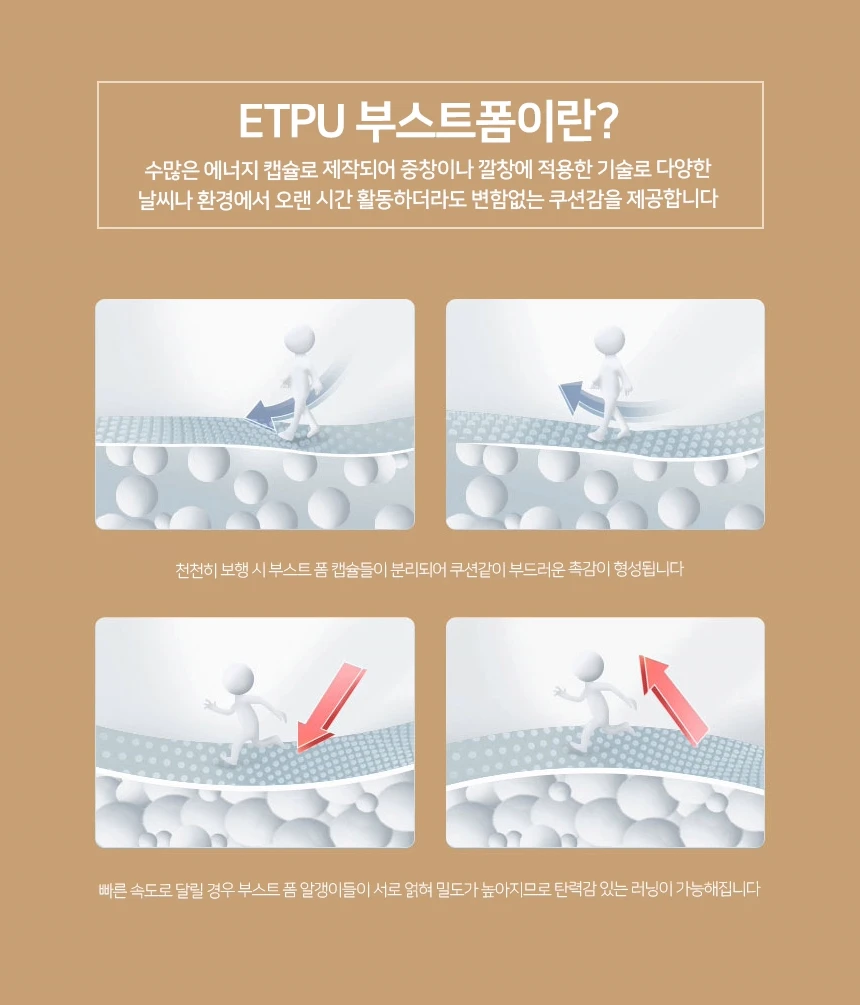 ETPU 부스트폼이란?
수많은 에너지 캡슐로 제작되어 중창이나 깔창에 적용한 기술로 다양한
날씨나 환경에서 오랜 시간 활동하더라도 변함없는 쿠션감을 제공합니다
천천히 보행 시 부스트 폼 캡슐들이 분리되어 쿠션같이 부드러운 촉감이 형성됩니다
빠른 속도로 달릴 경우 부스트 폼 알갱이들이 서로 얽혀 밀도가 높아지므로 탄력감 있는 러닝이 가능해집니다